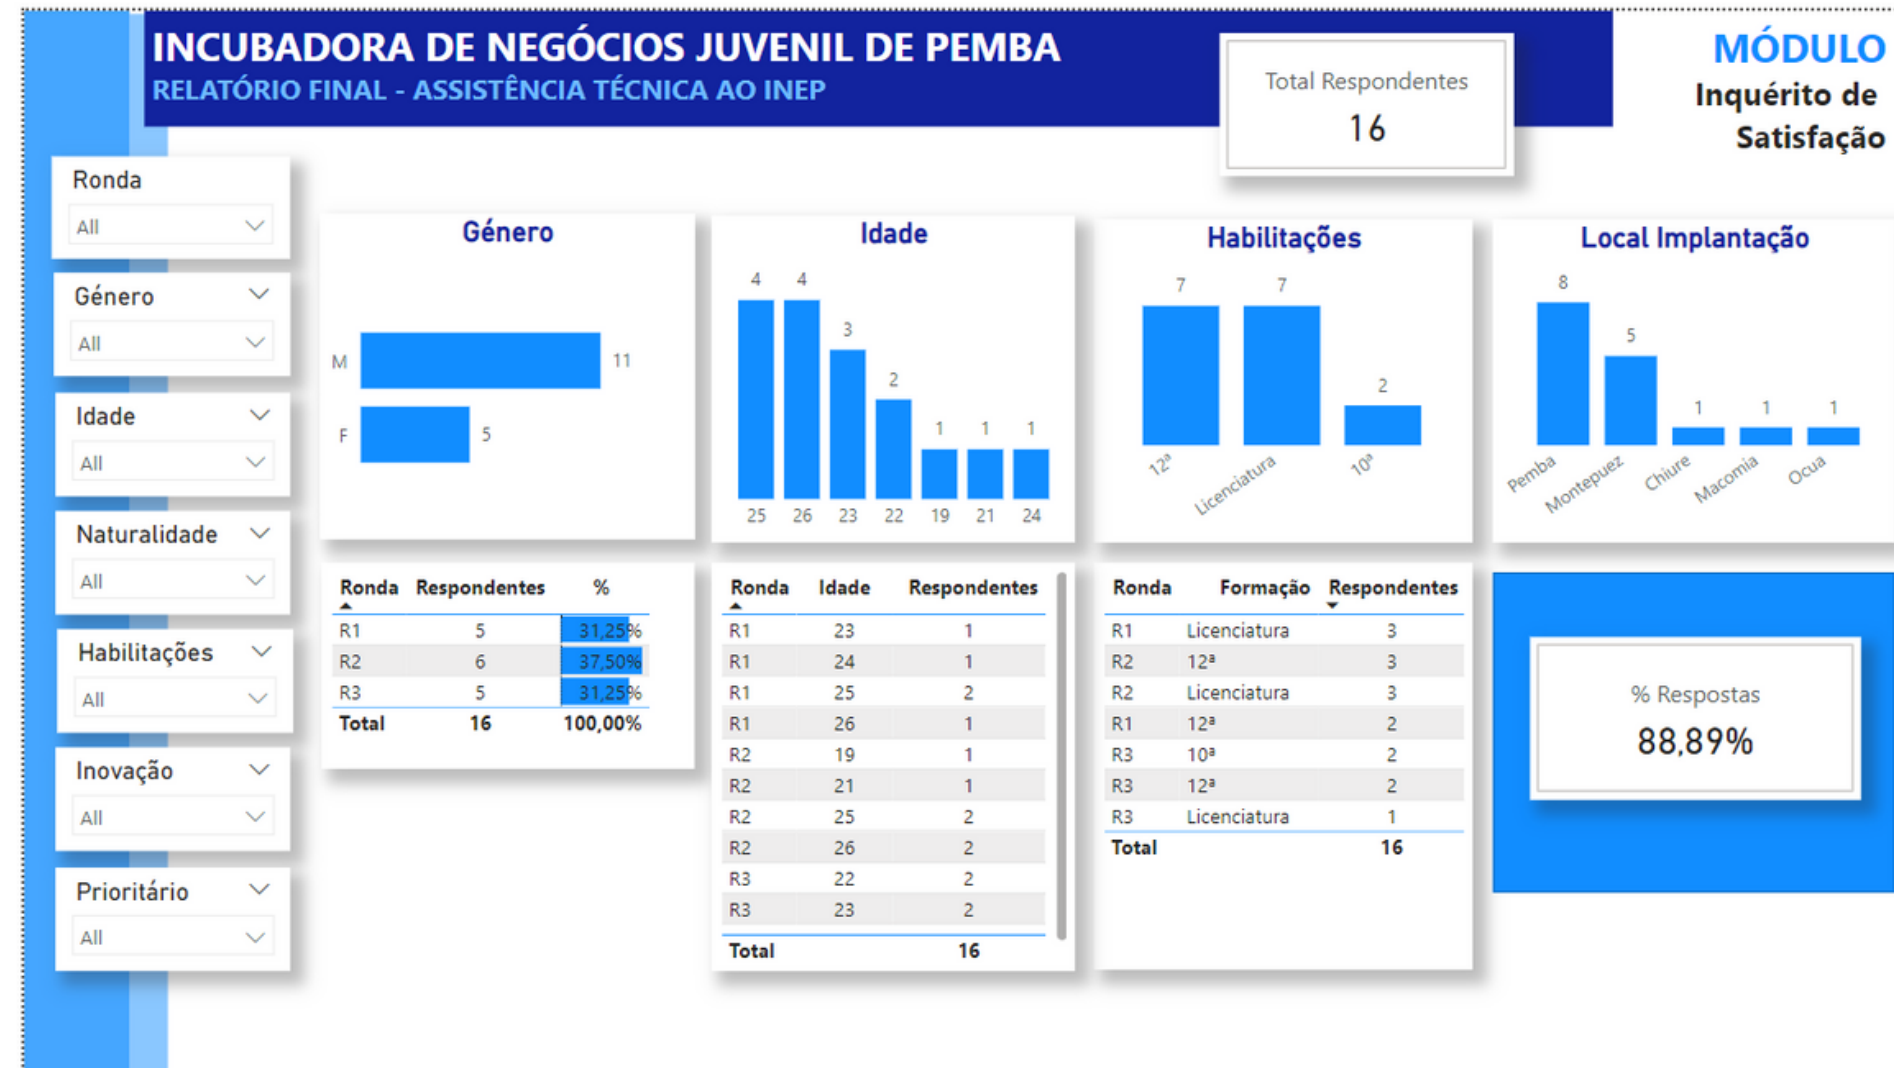 INCUBADORA DE NEGÓCIOS JUVENIL DE PEMBA
RELATÓRIO FINAL - ASSISTÊNCIA TÉCNICA AO INEP
Total Respondentes
16
MÓDULO
Inquérito de
Satisfação
Ronda
All
Género
All
Idade
All
Naturalidade
All
Habilitações
All
Inovação
All
Prioritário
All
Género
M 11
F 5
Idade
4 4 3 2 1 1 1
25 26 23 22 19 21 24
Habilitações
7 7 2
12ª Licenciatura 10ª
Local Implantação
8 5 1 1 1
Pemba Montepuez Chiure Macomia Ocua
Ronda Respondentes %
R1 5 31,25%
R2 6 37,50%
R3 5 31,25%
Total 16 100,00%
Ronda Idade Respondentes
R1 23 1
R1 24 1
R1 25 2
R1 26 1
R2 19 1
R2 21 1
R2 25 2
R2 26 2
R3 22 2
R3 23 2
Total 16
Ronda Formação Respondentes
R1 Licenciatura 3
R2 12ª 3
R2 Licenciatura 3
R1 12ª 2
R3 10ª 2
R3 12ª 2
R3 Licenciatura 1
Total 16
% Respostas
88,89%